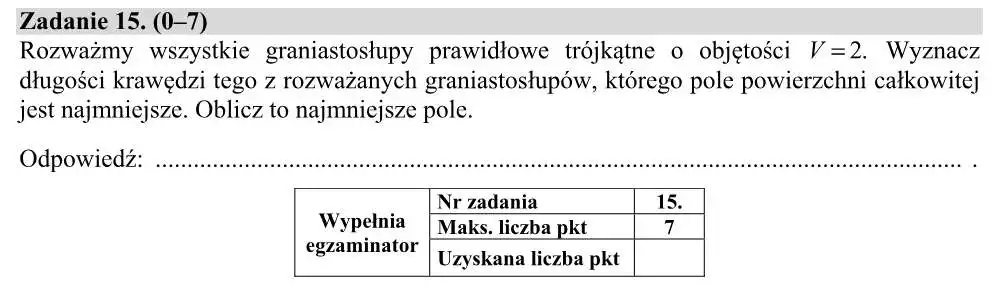 Zadanie 15. (0–7)
Rozważmy wszystkie graniastosłupy prawidłowe trójkątne o objętości V = 2. Wyznacz
długości krawędzi tego z rozważanych graniastosłupów, którego pole powierzchni całkowitej
jest najmniejsze. Oblicz to najmniejsze pole.
Odpowiedź: ................................................................................................................................ .
Wypełnia egzaminator
Nr zadania 15.
Maks. liczba pkt 7
Uzyskana liczba pkt